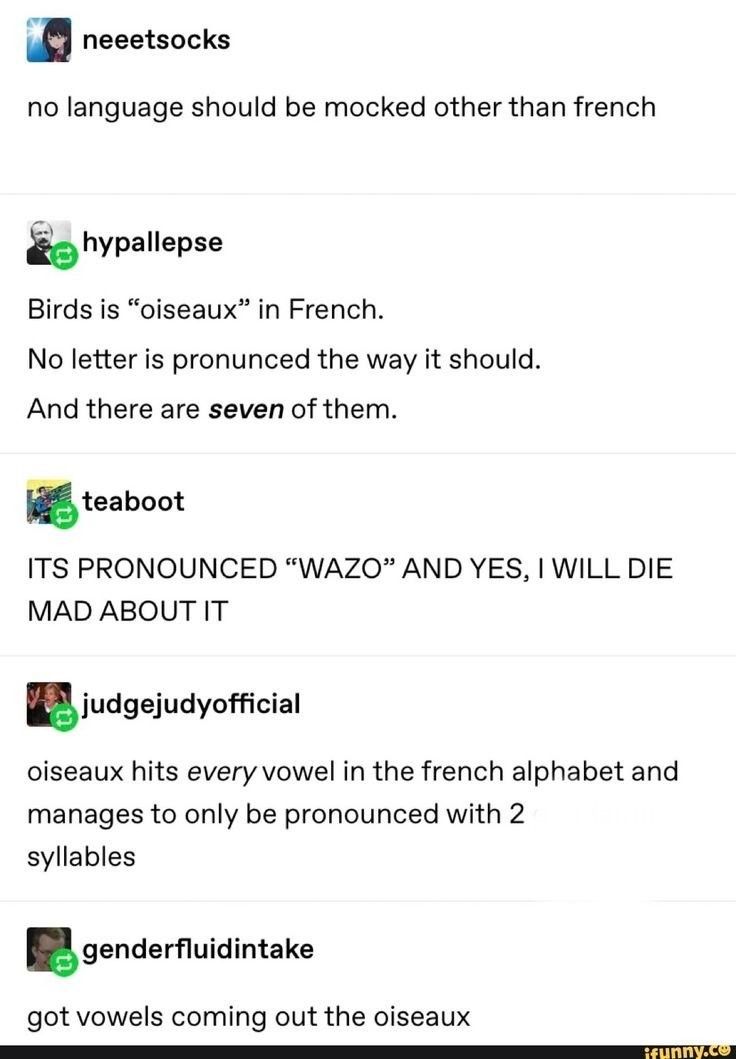 neeetsocks
no language should be mocked other than french
hypallepse
Birds is “oiseaux” in French.
No letter is pronunced the way it should.
And there are seven of them.
teaboot
ITS PRONOUNCED “WAZO” AND YES, I WILL DIE
MAD ABOUT IT
judgejudyofficial
oiseaux hits every vowel in the french alphabet and
manages to only be pronounced with 2
syllables
genderfluidintake
got vowels coming out the oiseaux
ifunny.co